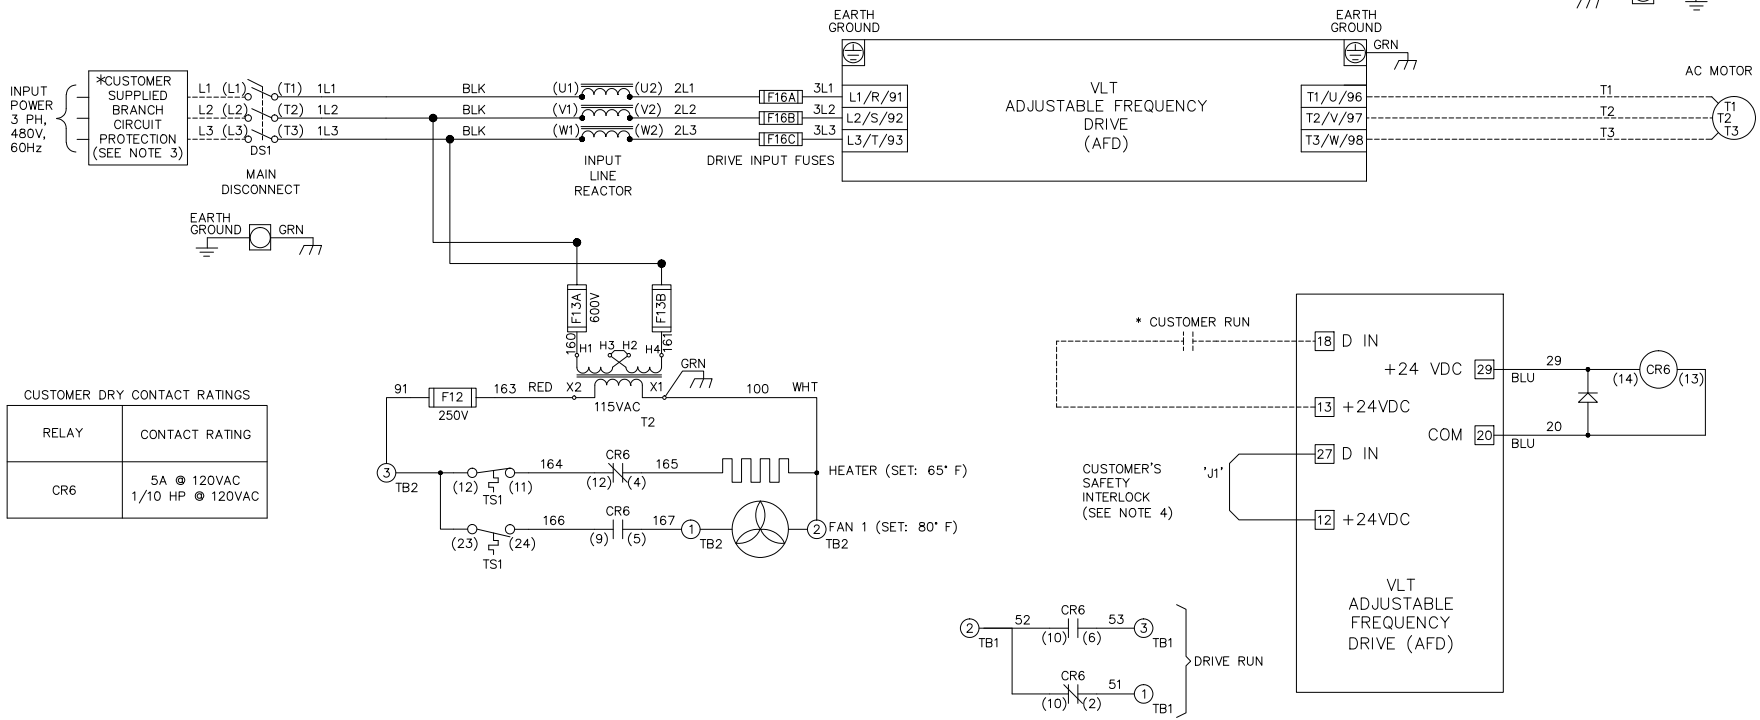 EARTH
GROUND
EARTH
GROUND
GRN
AC MOTOR
INPUT
POWER
3 PH,
480V,
60Hz
*CUSTOMER
SUPPLIED
BRANCH
CIRCUIT
PROTECTION
(SEE NOTE 3)
L1 (L1) (T1) 1L1 BLK (U1) (U2) 2L1 F16A 3L1 L1/R/91
L2 (L2) (T2) 1L2 BLK (V1) (V2) 2L2 F16B 3L2 L2/S/92
L3 (L3) (T3) 1L3 BLK (W1) (W2) 2L3 F16C 3L3 L3/T/93
DS1
MAIN
DISCONNECT
INPUT
LINE
REACTOR
DRIVE INPUT FUSES
VLT
ADJUSTABLE FREQUENCY
DRIVE
(AFD)
T1/U/96 T1 T1
T2/V/97 T2 T2
T3/W/98 T3 T3
EARTH
GROUND GRN
F13A
600V
F13B
160
161
H1 H3 H2 H4
GRN
91 F12 163 RED X2 X1 100 WHT
250V
115VAC
T2
3
TB2
(12) (11)
TS1
164
CR6
(12) (4)
165
HEATER (SET: 65° F)
(23) (24)
TS1
166
CR6
(9) (5)
167
1
TB2
2
TB2
FAN 1 (SET: 80° F)
CUSTOMER DRY CONTACT RATINGS
RELAY CONTACT RATING
CR6
5A @ 120VAC
1/10 HP @ 120VAC
* CUSTOMER RUN
18 D IN
13 +24VDC
27 D IN
12 +24VDC
CUSTOMER'S
SAFETY
INTERLOCK
(SEE NOTE 4)
'J1'
+24 VDC 29
BLU
29
(14) CR6 (13)
COM 20
BLU
20
VLT
ADJUSTABLE
FREQUENCY
DRIVE (AFD)
2
TB1
52
CR6
(10) (6)
53
3
TB1
CR6
(10) (2)
51
1
TB1
DRIVE RUN